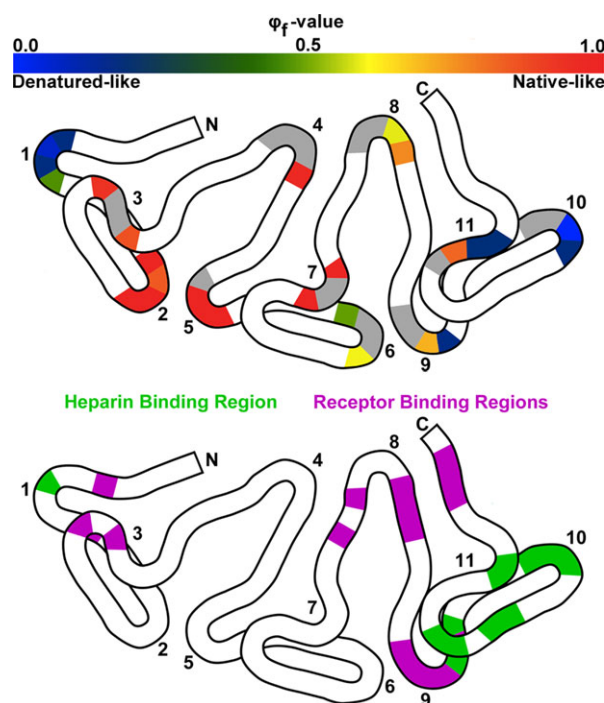 φf-value
0.0 0.5 1.0
Denatured-like Native-like
C
N 4 8
1
3 10
11
7
2
5
6
9
Heparin Binding Region Receptor Binding Regions
C
8
N 4
1 10
3
11
7
2 5
6 9